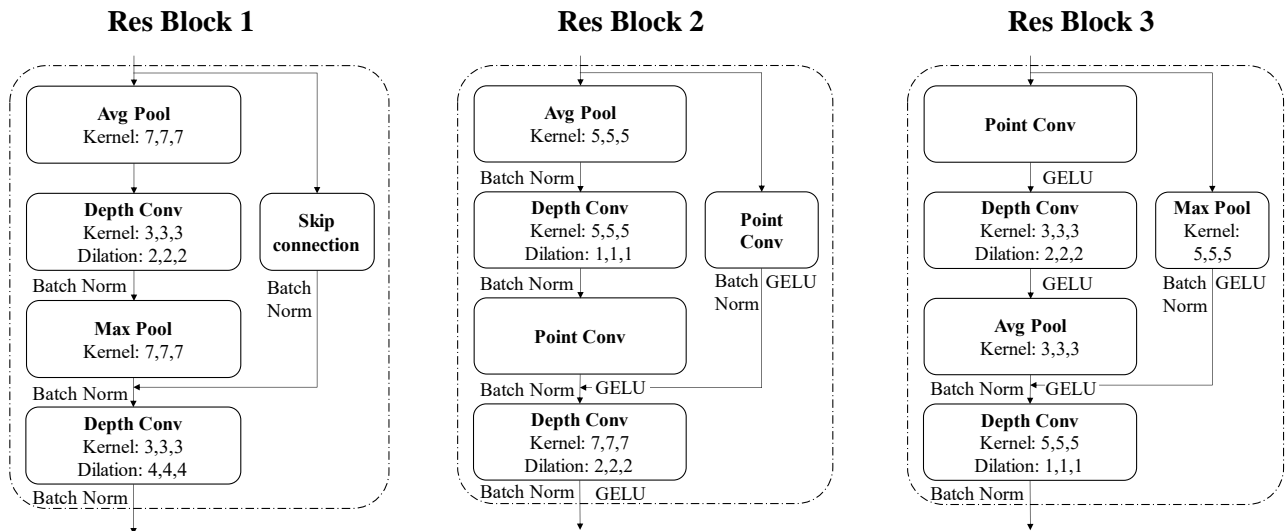 Res Block 1
Avg Pool
Kernel: 7,7,7
Depth Conv
Kernel: 3,3,3
Dilation: 2,2,2
Skip
connection
Batch Norm
Batch
Norm
Max Pool
Kernel: 7,7,7
Batch Norm
Depth Conv
Kernel: 3,3,3
Dilation: 4,4,4
Batch Norm
Res Block 2
Avg Pool
Kernel: 5,5,5
Batch Norm
Depth Conv
Kernel: 5,5,5
Dilation: 1,1,1
Point
Conv
Batch Norm
Batch
Norm
GELU
Point Conv
Batch Norm
GELU
Depth Conv
Kernel: 7,7,7
Dilation: 2,2,2
Batch Norm
GELU
Res Block 3
Point Conv
GELU
Depth Conv
Kernel: 3,3,3
Dilation: 2,2,2
Max Pool
Kernel:
5,5,5
GELU
Batch
Norm
GELU
Avg Pool
Kernel: 3,3,3
Batch Norm
GELU
Depth Conv
Kernel: 5,5,5
Dilation: 1,1,1
Batch Norm